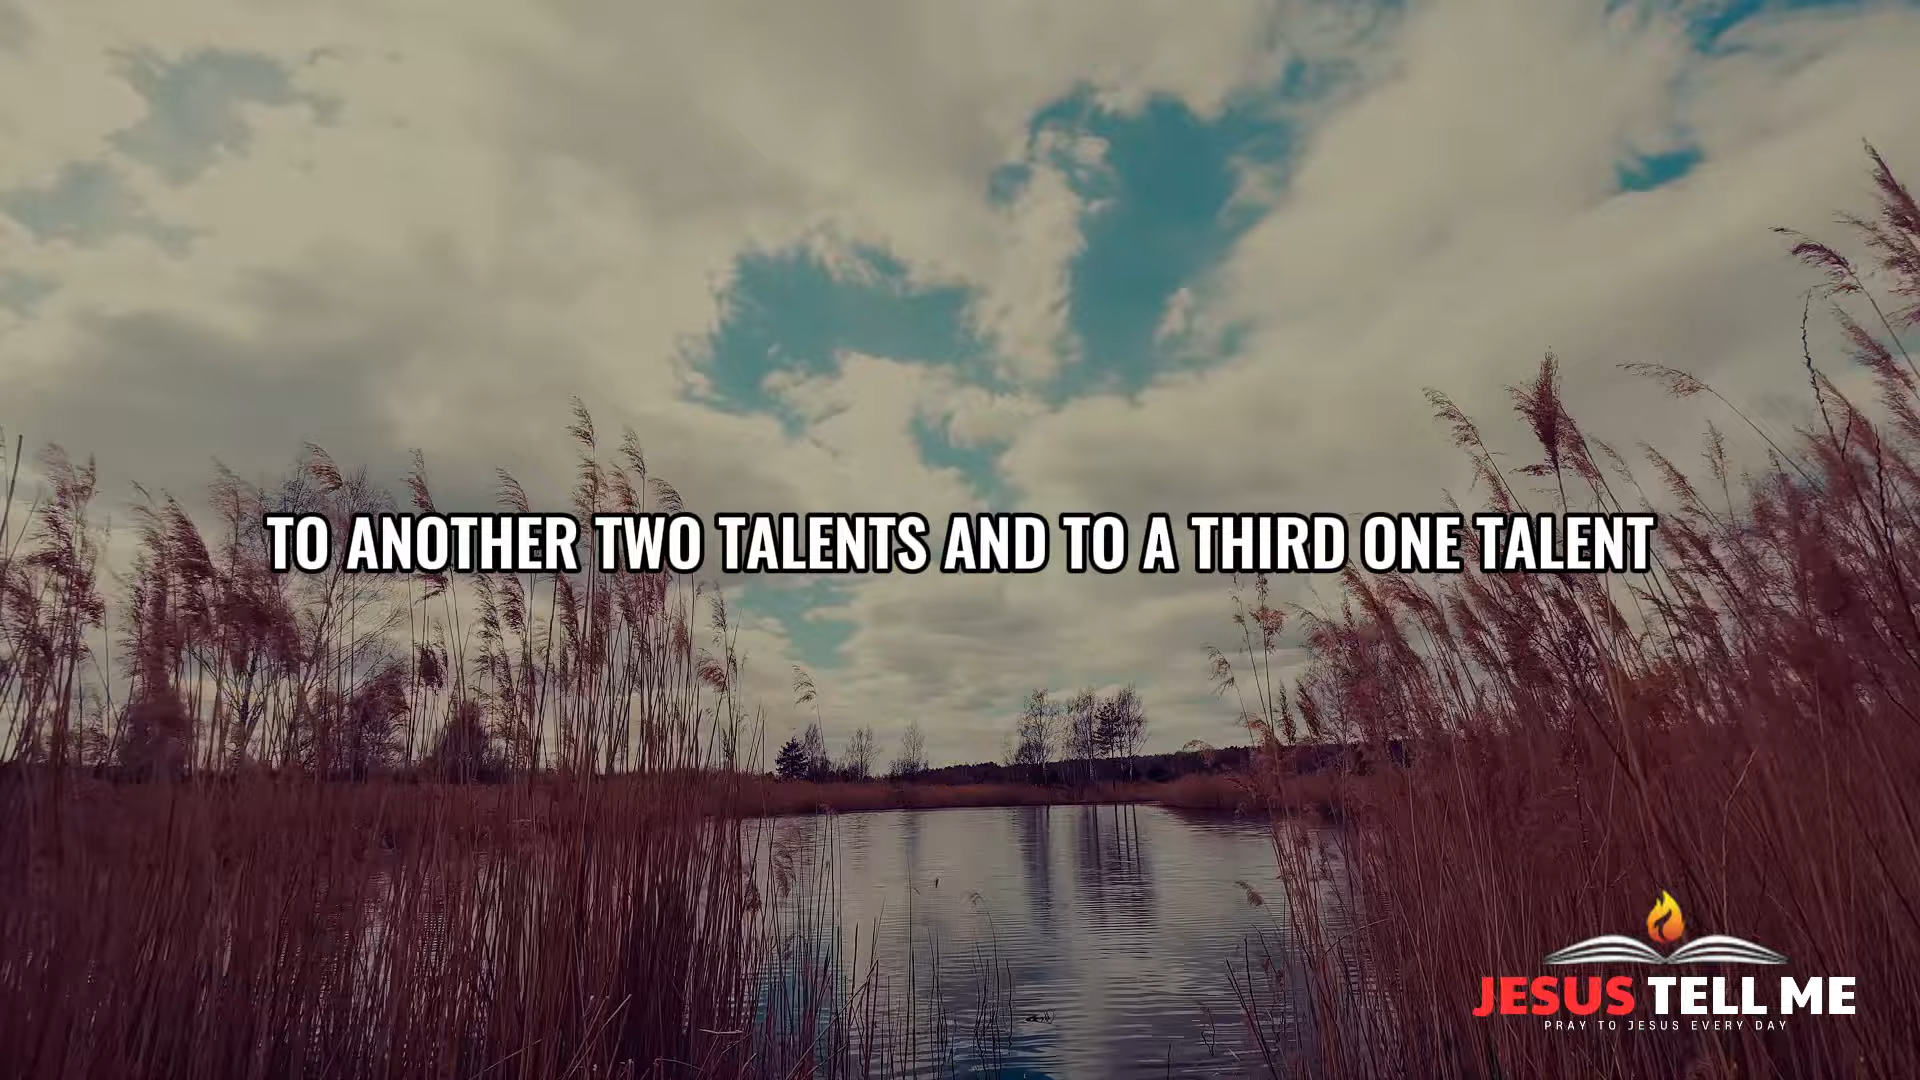 TO ANOTHER TWO TALENTS AND TO A THIRD ONE TALENT
JESUS TELL ME
PRAY TO JESUS EVERY DAY